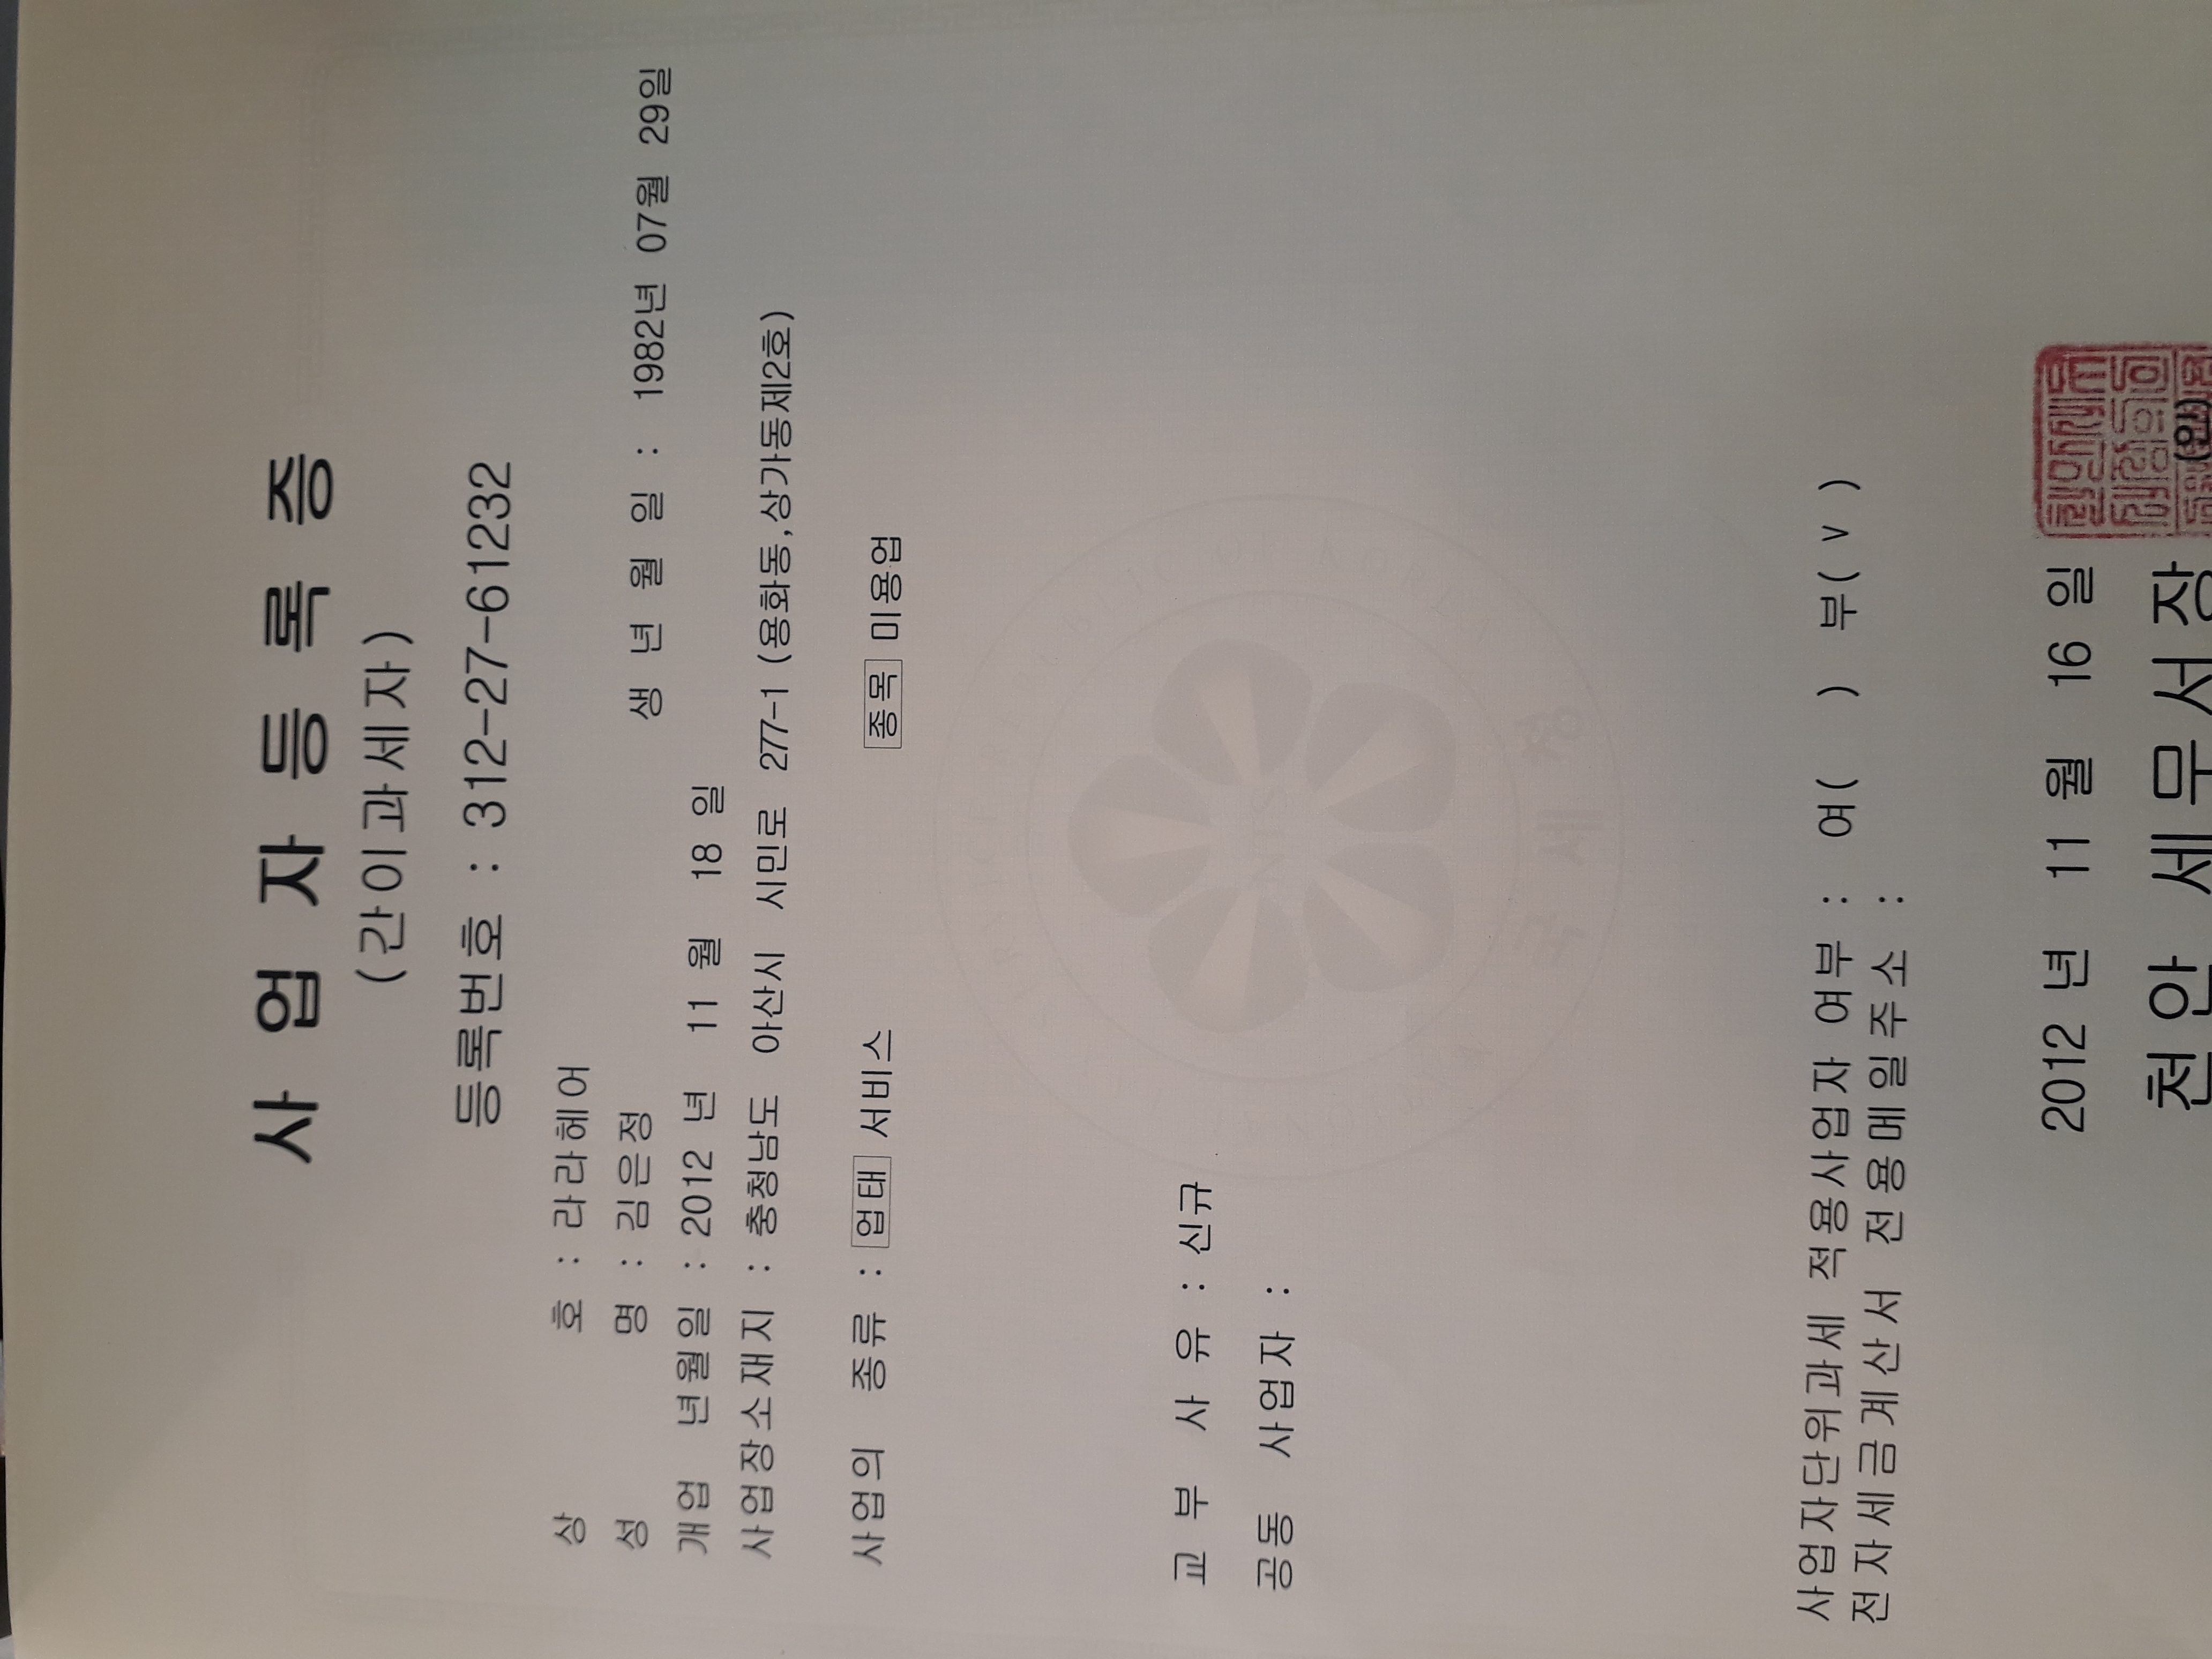 사 업 자 등 록 증
(간이과세자)
등록번호 : 312-27-61232
상 호 : 라라헤어
성 명 : 김은정 생 년 월 일 : 1982년 07월 29일
개업 년월일 : 2012 년 11 월 18 일
사업장소재지 : 충청남도 아산시 시민로 277-1 (용화동,상가동제2호)
사업의 종류 : 업태 서비스 종목 미용업
교 부 사 유 : 신규
공동 사업자 :
사업자단위과세 적용사업자 여부 : 여( ) 부( v )
전자세금계산서 전용메일주소 :
2012 년 11 월 16 일
천안세무서장 (인)
국세청
NTS